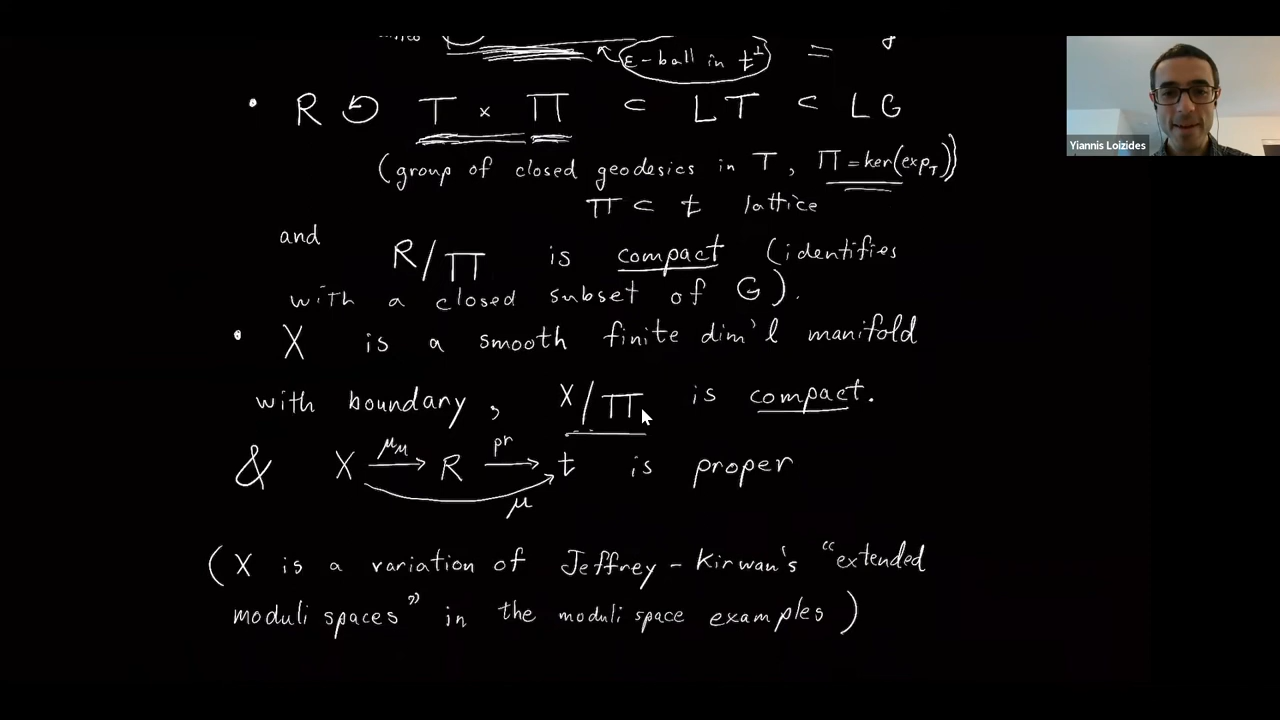 ε-ball in t^⊥ =
• R ↺ T × Π ⊂ LT ⊂ LG
Yiannis Loizides
(group of closed geodesics in T, Π = ker(exp_T))
Π ⊂ t lattice
and R/Π is compact (identifies
with a closed subset of G).
• X is a smooth finite dim'l manifold
with boundary, X/Π is compact.
& X → R → t is proper
μ_M pr
μ
(X is a variation of Jeffrey - Kirwan's "extended
moduli spaces" in the moduli space examples)